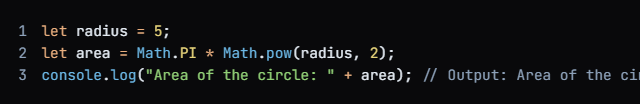 1 let radius = 5;
2 let area = Math.PI * Math.pow(radius, 2);
3 console.log("Area of the circle: " + area); // Output: Area of the